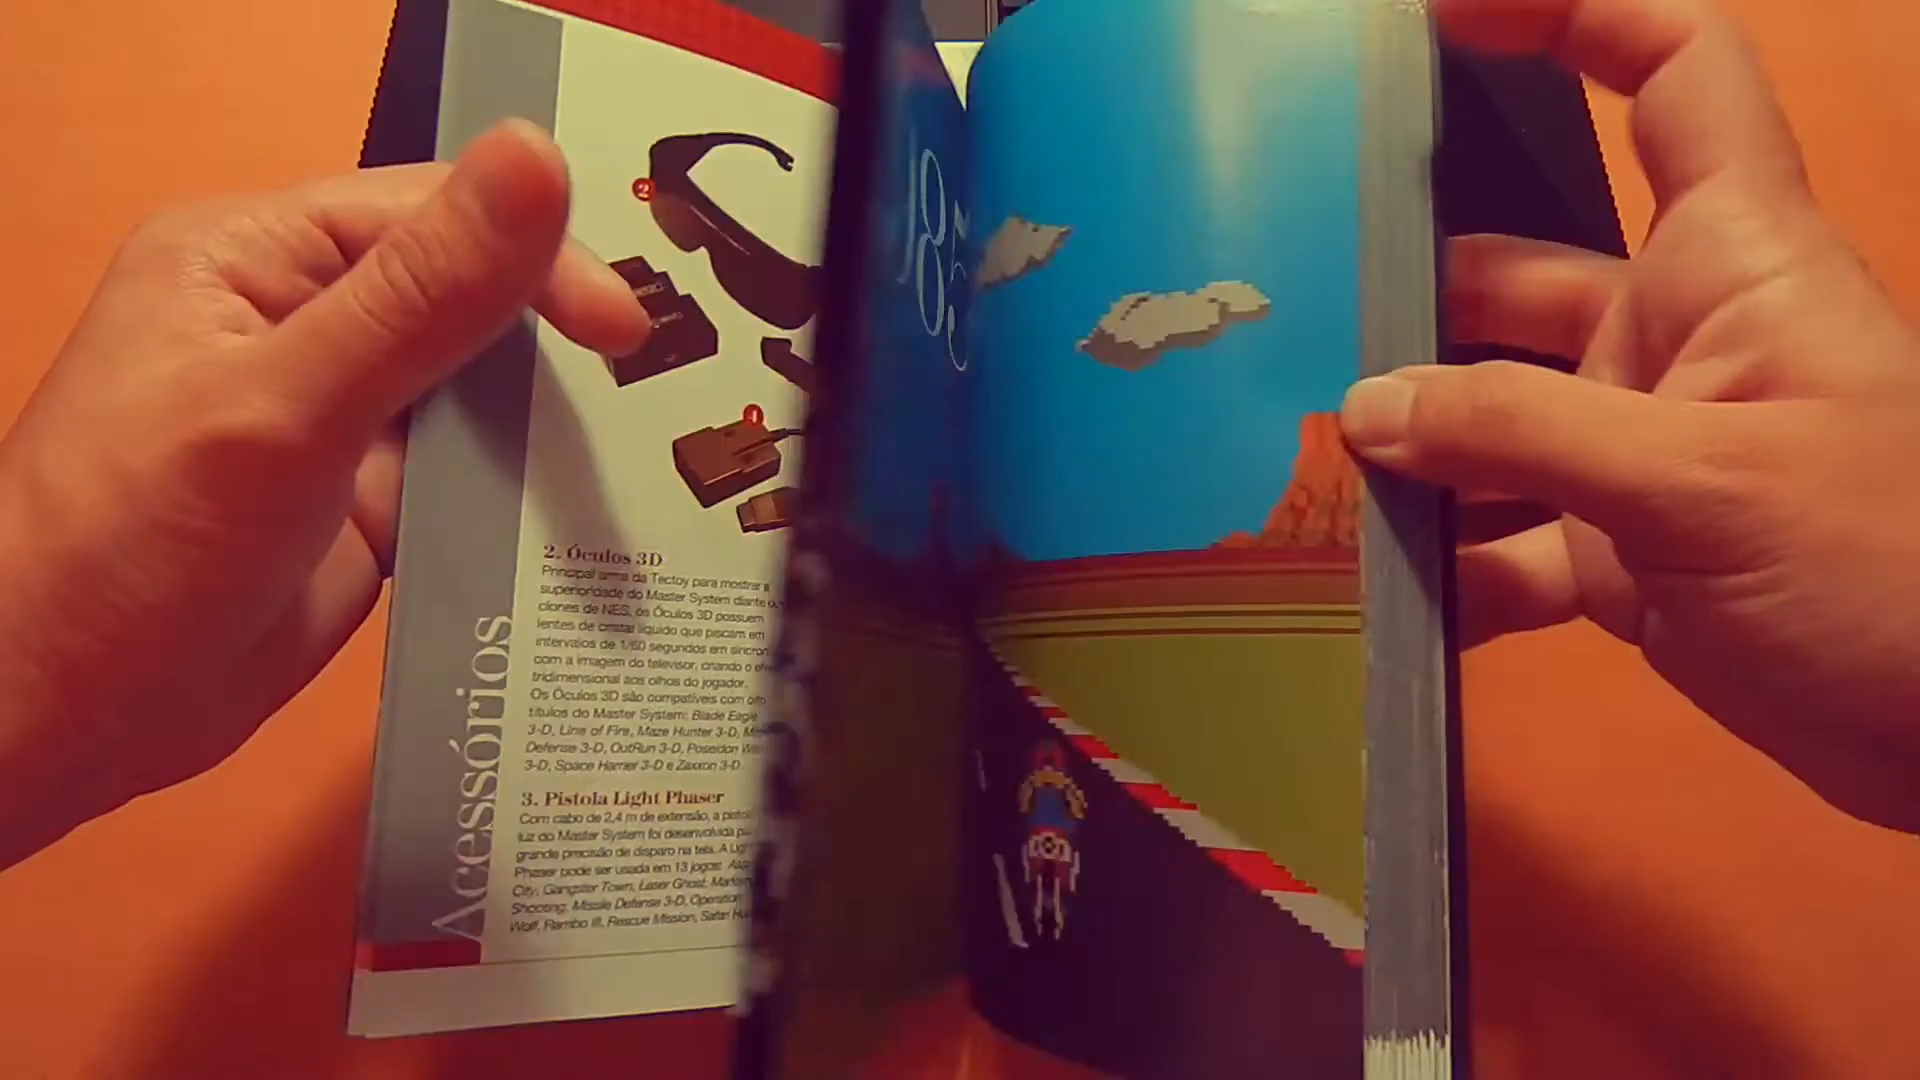 2
4
2. Óculos 3D
Principal arma da Tectoy para mostrar a
superioridade do Master System diante
clones de NES, os Óculos 3D possuem
lentes de cristal líquido que piscam em
intervalos de 1/60 segundos em
com a imagem do televisor, criando o
tridimensional aos olhos do jogador.
Os Óculos 3D são compatíveis com
títulos do Master System: Blade Eagle
3-D, Line of Fire, Maze Hunter 3-D,
Defense 3-D, OutRun 3-D, Poseidon
3-D, Space Harrier 3-D e Zaxxon 3-D
3. Pistola Light Phaser
Com cabo de 2,4 m de extensão, a
luz do Master System foi desenvolvida
grande precisão de disparo na tela. A
Phaser pode ser usada em 13 jogos:
City, Gangster Town, Laser Ghost,
Shooting, Missile Defense 3-D, Operation
Wolf, Rambo III, Rescue Mission, Safari
Acessórios